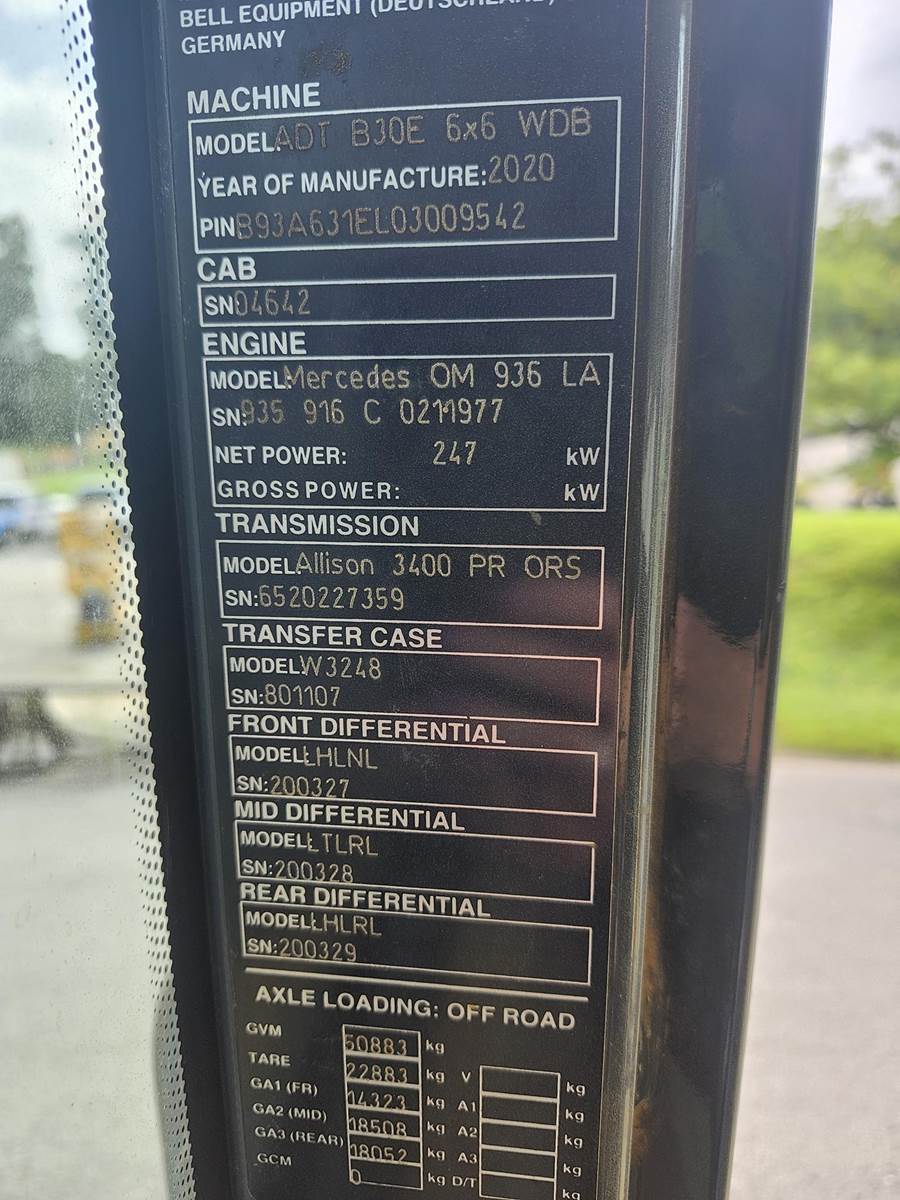 BELL EQUIPMENT (DEUTSCHLAND)
GERMANY
MACHINE
MODEL:ADT B30E 6x6 WDB
YEAR OF MANUFACTURE:2020
PIN B93A631EL03009542
CAB
SN 04642
ENGINE
MODEL:Mercedes OM 936 LA
SN:935 916 C 0211977
NET POWER: 247 kW
GROSS POWER: kW
TRANSMISSION
MODEL Allison 3400 PR ORS
SN:6520227359
TRANSFER CASE
MODEL W3248
SN:801107
FRONT DIFFERENTIAL
MODEL LHLNL
SN:200327
MID DIFFERENTIAL
MODEL LTLRL
SN:200328
REAR DIFFERENTIAL
MODEL LHLRL
SN:200329
AXLE LOADING: OFF ROAD
GVM 50883 kg
TARE 22883 kg V kg
GA1 (FR) 14323 kg A1 kg
GA2 (MID) 18508 kg A2 kg
GA3 (REAR) 18052 kg A3 kg
GCM 0 kg D/T kg